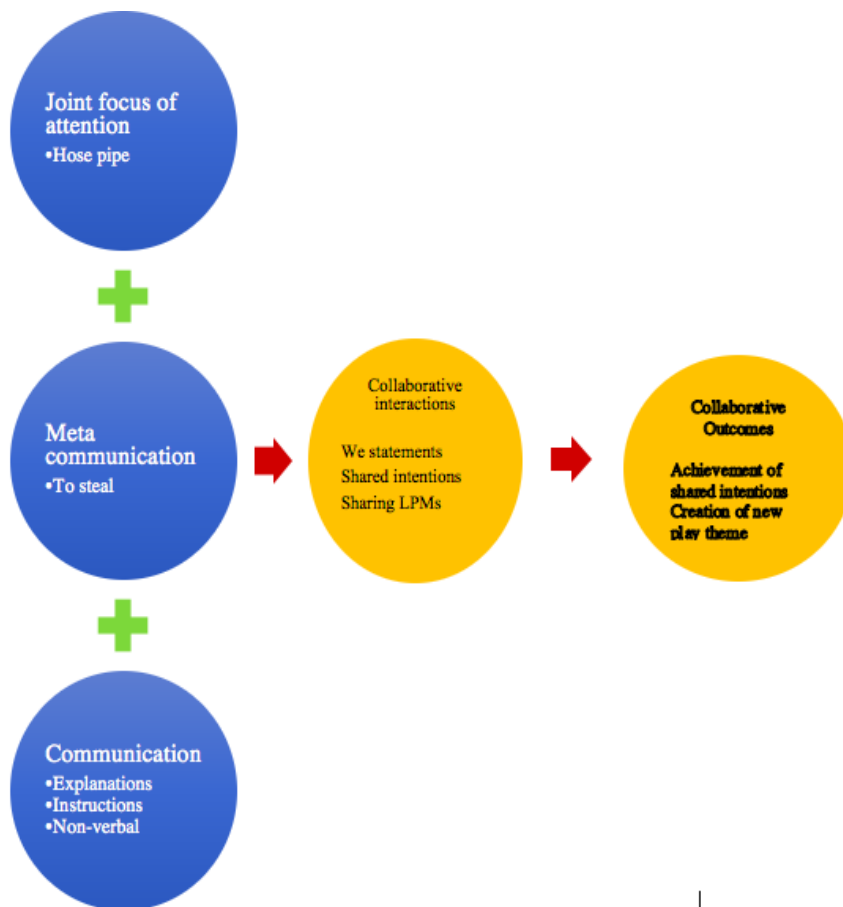 Joint focus of
attention
•Hose pipe
Meta
communication
•To steal
Communication
•Explanations
•Instructions
•Non-verbal
Collaborative
interactions
We statements
Shared intentions
Sharing LPMs
Collaborative
Outcomes
Achievement of
shared intentions
Creation of new
play theme